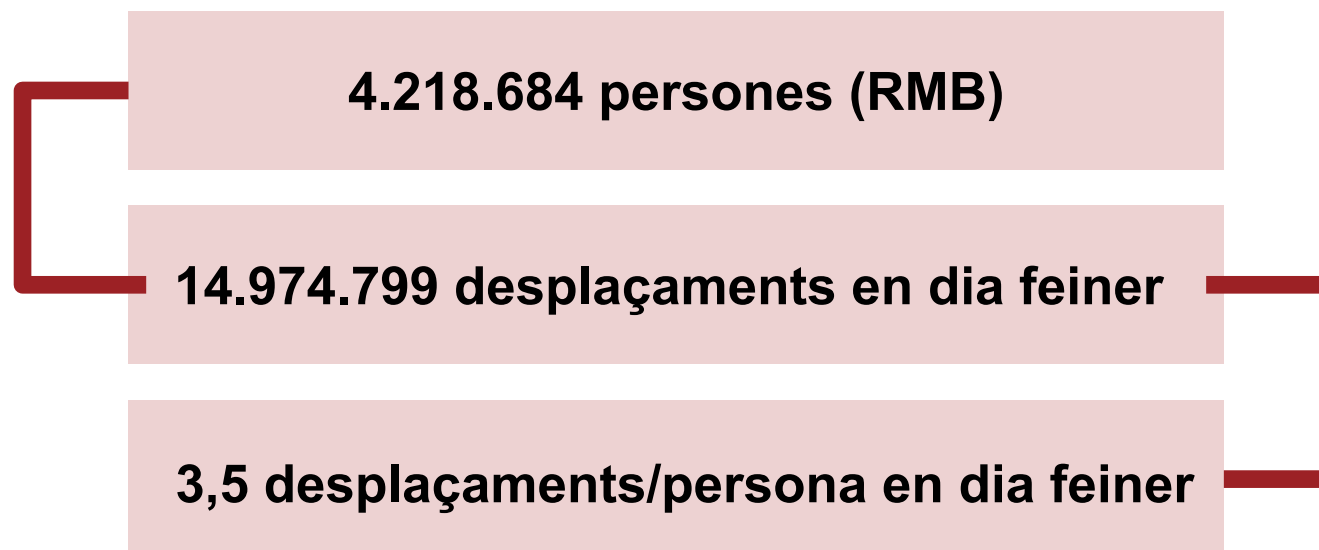 4.218.684 persones (RMB)
14.974.799 desplaçaments en dia feiner
3,5 desplaçaments/persona en dia feiner